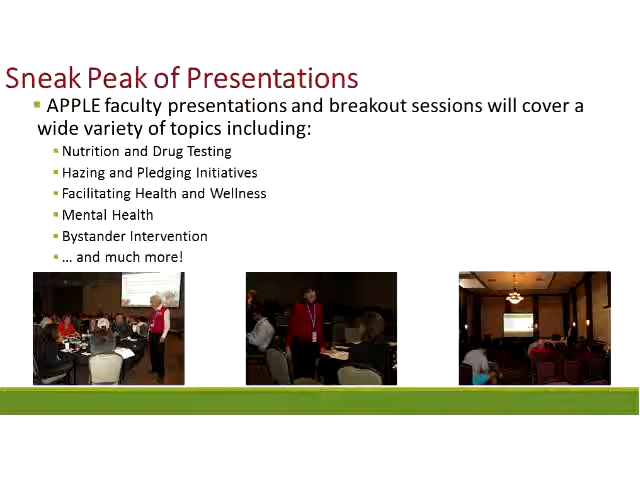 Sneak Peak of Presentations
APPLE faculty presentations and breakout sessions will cover a
wide variety of topics including:
Nutrition and Drug Testing
Hazing and Pledging Initiatives
Facilitating Health and Wellness
Mental Health
Bystander Intervention
… and much more!